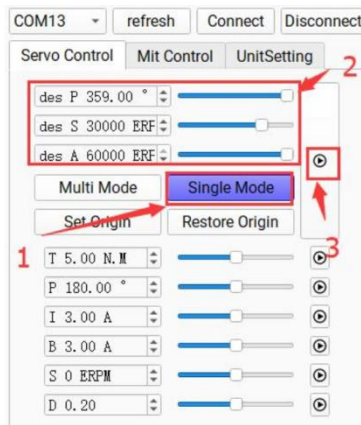 COM13 refresh Connect Disconnect
Servo Control Mit Control UnitSetting
2
des P 359.00 °
des S 30000 ERF
des A 60000 ERF
Multi Mode Single Mode
Set Origin Restore Origin
1 3
T 5.00 N.M
P 180.00 °
I 3.00 A
B 3.00 A
S 0 ERPM
D 0.20